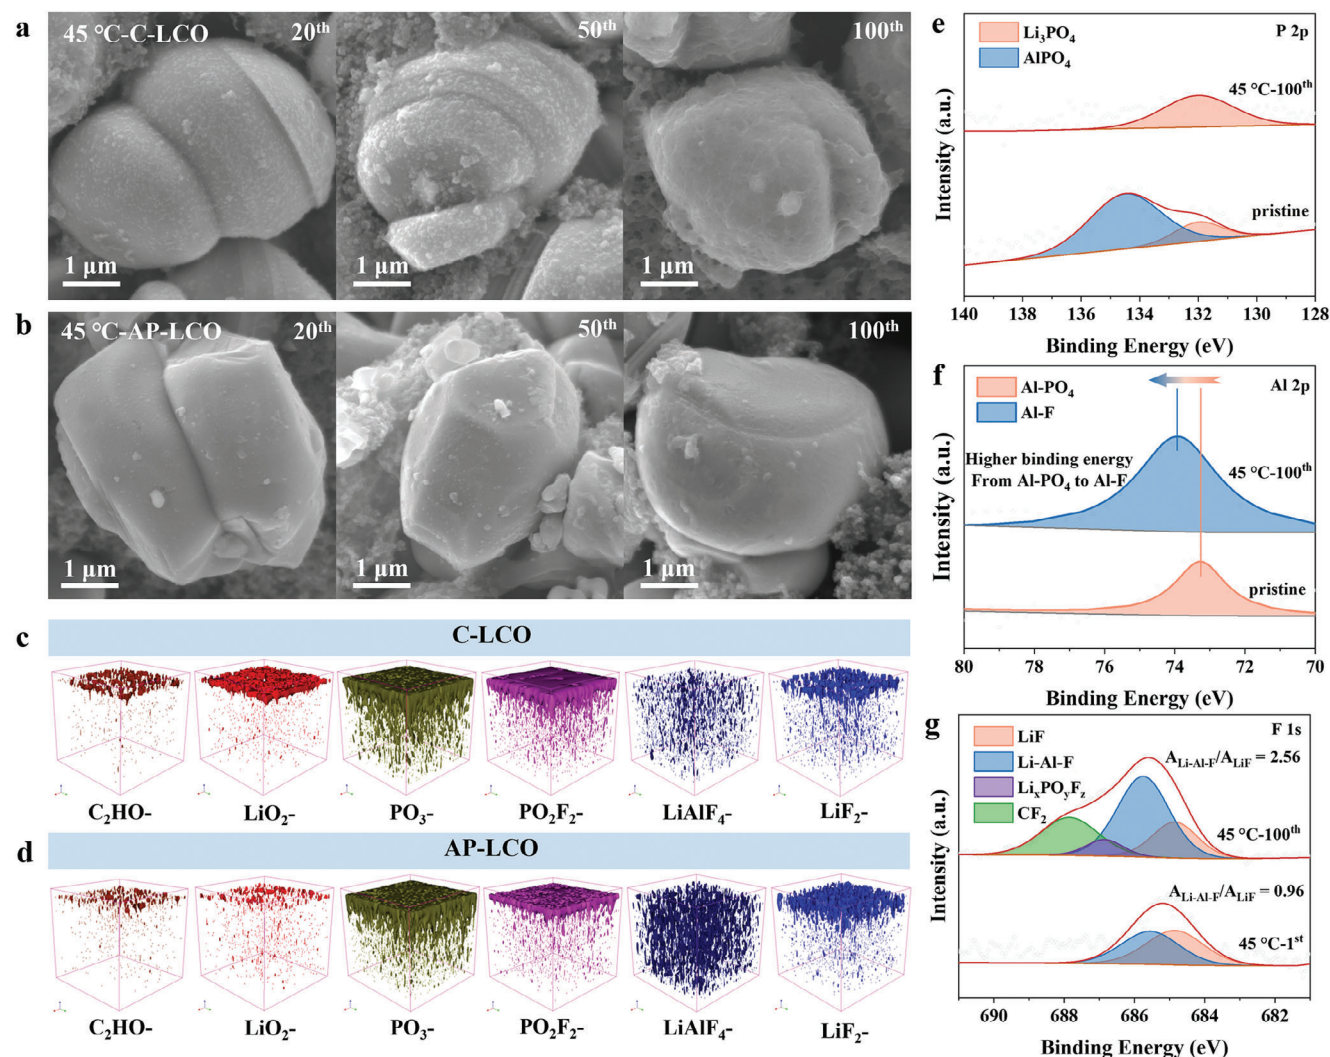 a
45 °C-C-LCO 20th 50th 100th
1 μm 1 μm 1 μm
b
45 °C-AP-LCO 20th 50th 100th
1 μm 1 μm 1 μm
c
C-LCO
C₂HO- LiO₂- PO₃- PO₂F₂- LiAlF₄- LiF₂-
d
AP-LCO
C₂HO- LiO₂- PO₃- PO₂F₂- LiAlF₄- LiF₂-
e
Li₃PO₄
AlPO₄
P 2p
45 °C-100th
pristine
Intensity (a.u.)
140 138 136 134 132 130 128
Binding Energy (eV)
f
Al-PO₄
Al-F
Al 2p
Higher binding energy
From Al-PO₄ to Al-F
45 °C-100th
pristine
Intensity (a.u.)
80 78 76 74 72 70
Binding Energy (eV)
g
LiF
Li-Al-F
LiₓPOᵧF_z
CF₂
F 1s
A_Li-Al-F/A_LiF = 2.56
45 °C-100th
A_Li-Al-F/A_LiF = 0.96
45 °C-1st
Intensity (a.u.)
690 688 686 684 682
Binding Energy (eV)